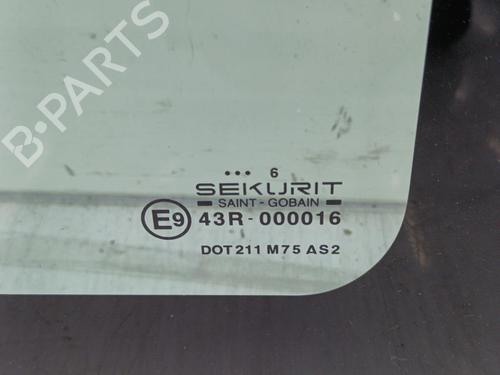 B-PARTS
••• 6
SEKURIT
SAINT - GOBAIN
E9 43R - 000016
DOT 211 M75 AS2